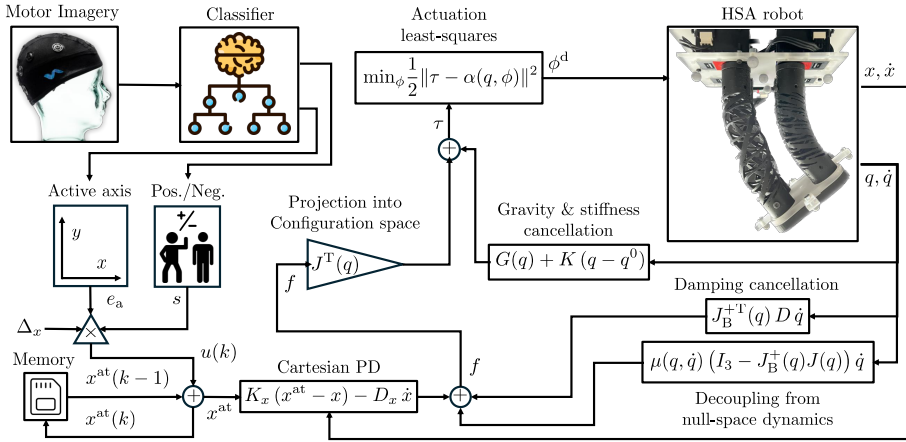 Motor Imagery
Classifier
Actuation
least-squares
HSA robot
min_ϕ 1/2 ‖τ − α(q, ϕ)‖²
ϕ^d
x, ẋ
τ
+
q, q̇
Active axis
Pos./Neg.
Projection into
Configuration space
Gravity & stiffness
cancellation
y
x
+/−
J^T(q)
f
G(q) + K (q − q⁰)
e_a
s
Damping cancellation
J_B^{+T}(q) D q̇
Δ_x
×
u(k)
f
μ(q, q̇) (I₃ − J_B^+(q)J(q)) q̇
Memory
x^at(k − 1)
Cartesian PD
+
x^at
K_x (x^at − x) − D_x ẋ
+
Decoupling from
null-space dynamics
x^at(k)